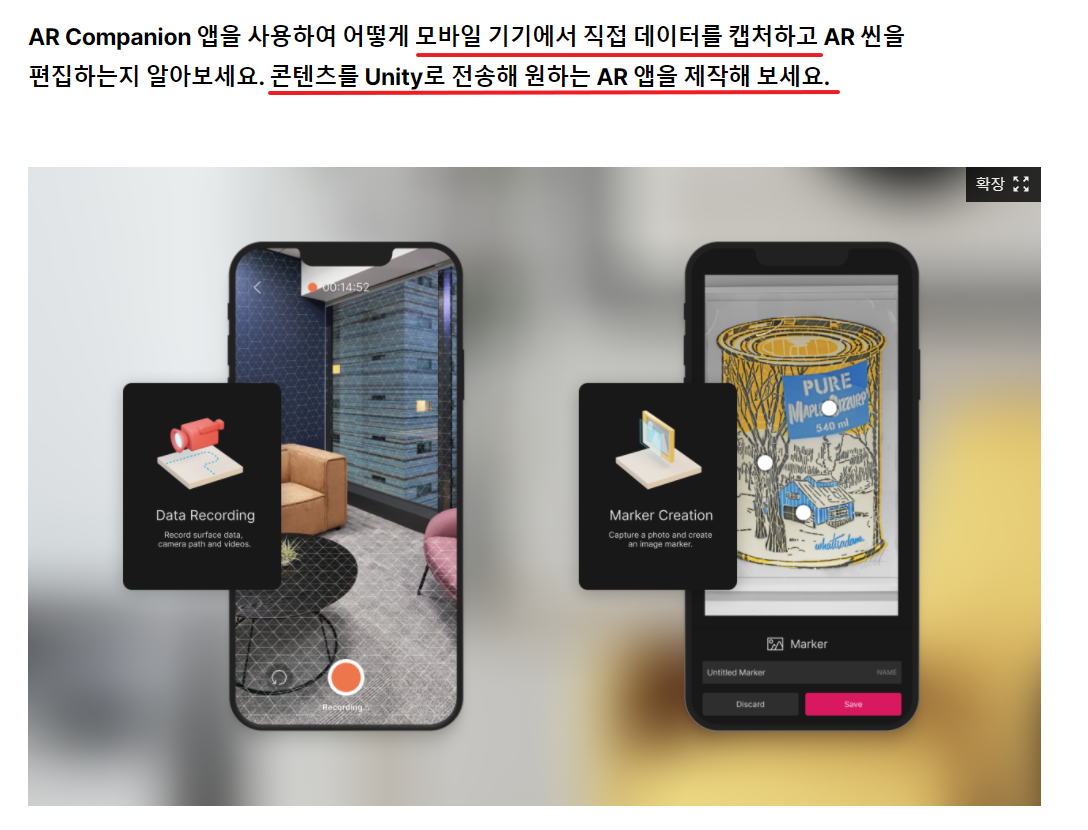 AR Companion 앱을 사용하여 어떻게 모바일 기기에서 직접 데이터를 캡처하고 AR 씬을
편집하는지 알아보세요. 콘텐츠를 Unity로 전송해 원하는 AR 앱을 제작해 보세요.
확장
00:14:52
Data Recording
Record surface data,
camera path and videos.
Recording...
PURE
540 ml
Marker Creation
Capture a photo and create
an image marker.
Marker
Untitled Marker
NAME
Discard
Save